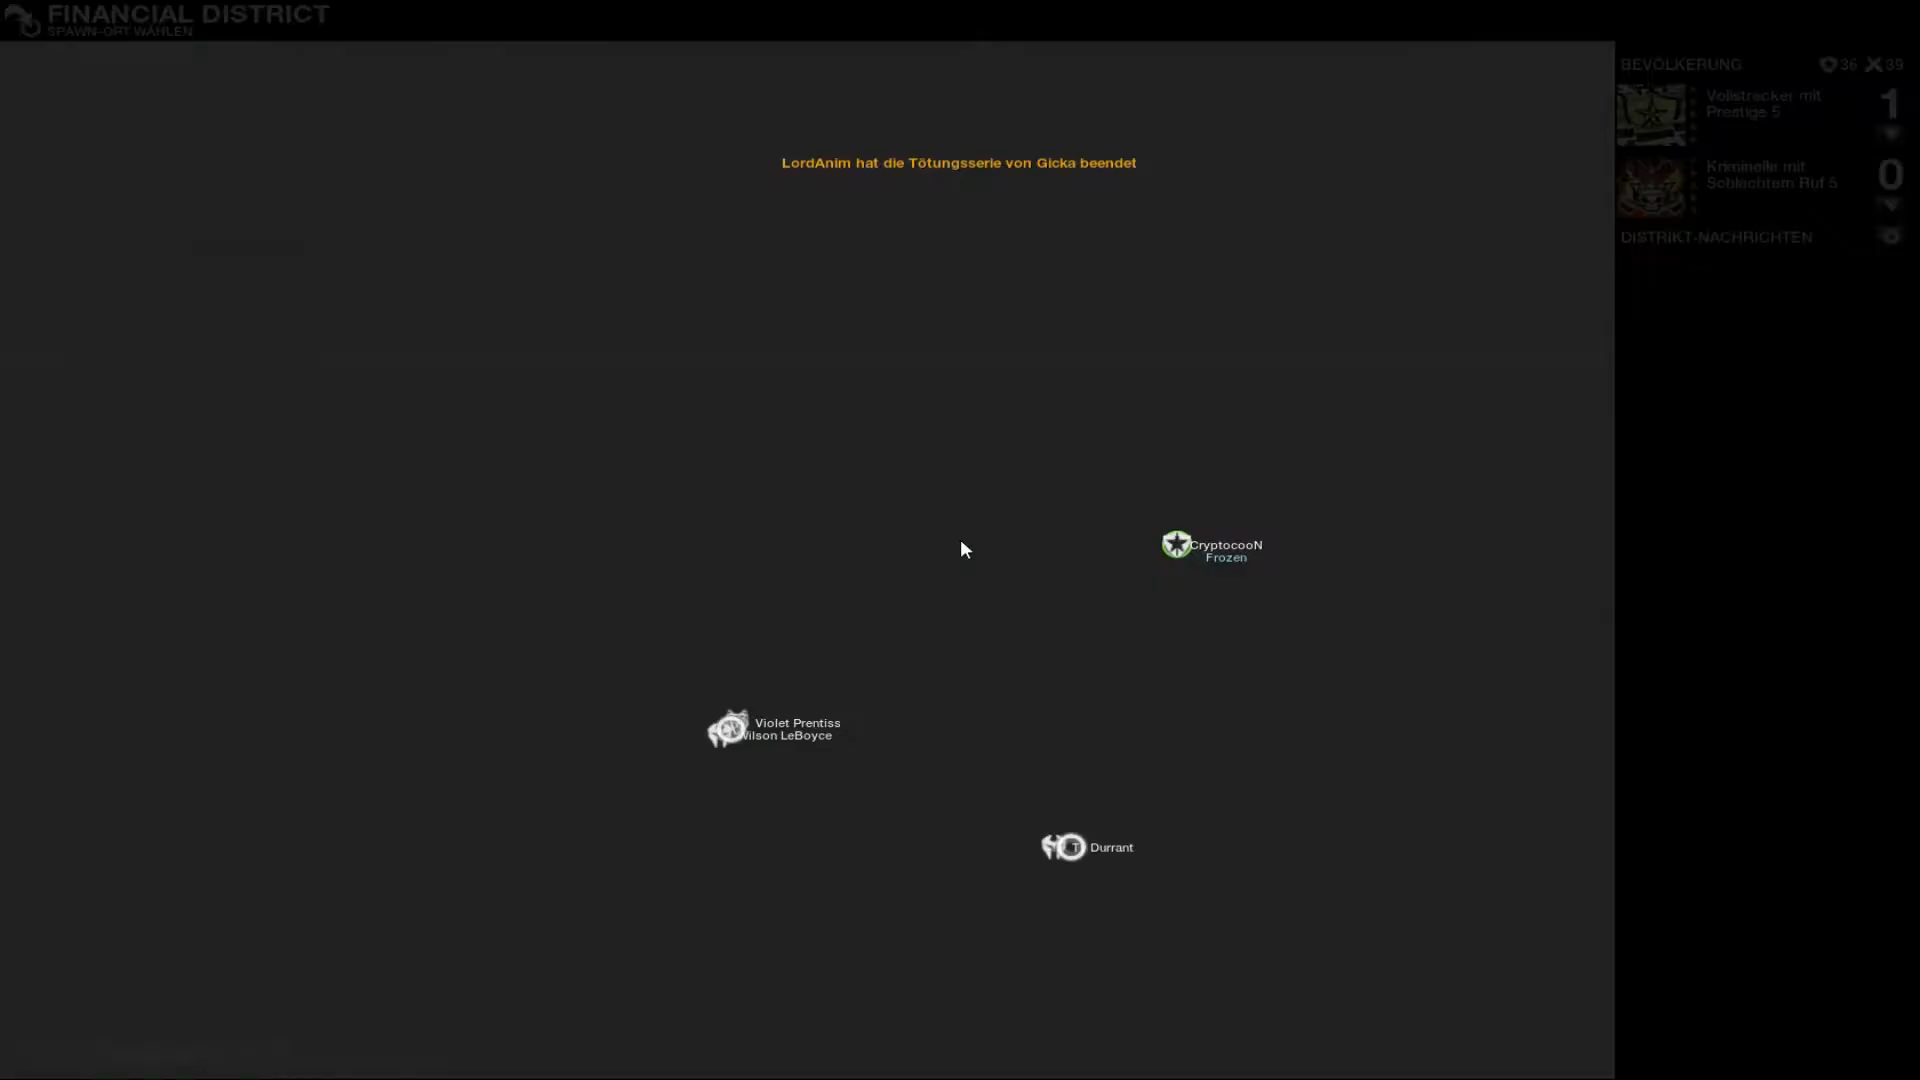 FINANCIAL DISTRICT
SPAWN-ORT WÄHLEN
BEVÖLKERUNG 36 39
Vollstrecker mit
Prestige 5
1
Kriminelle mit
Schlechtem Ruf 5
0
DISTRIKT-NACHRICHTEN
LordAnim hat die Tötungsserie von Gicka beendet
CryptocooN
Frozen
Violet Prentiss
Wilson LeBoyce
T Durrant